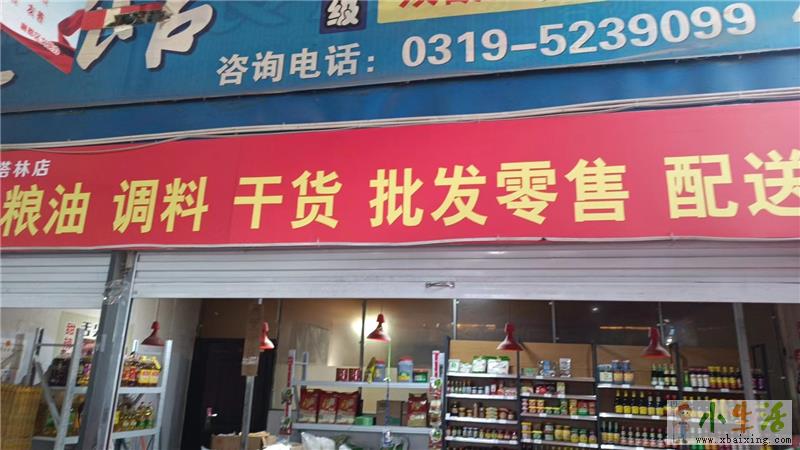 级
咨询电话：0319-5239099
塔林店
粮油 调料 干货 批发零售 配送
小生活
www.xbaixing.com